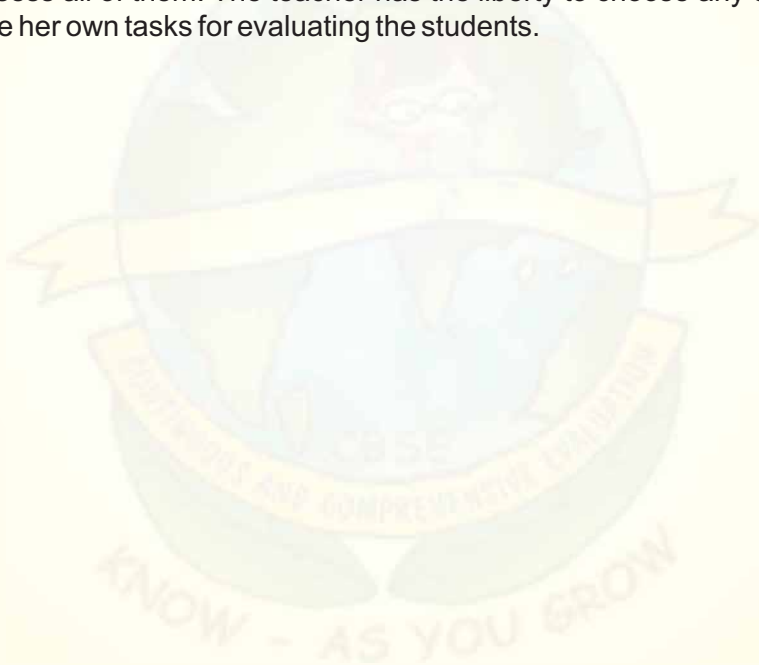 all of them. The teacher has the liberty to choose any
her own tasks for evaluating the students.
CBSE
CONTINUOUS AND COMPREHENSIVE EVALUATION
KNOW - AS YOU GROW